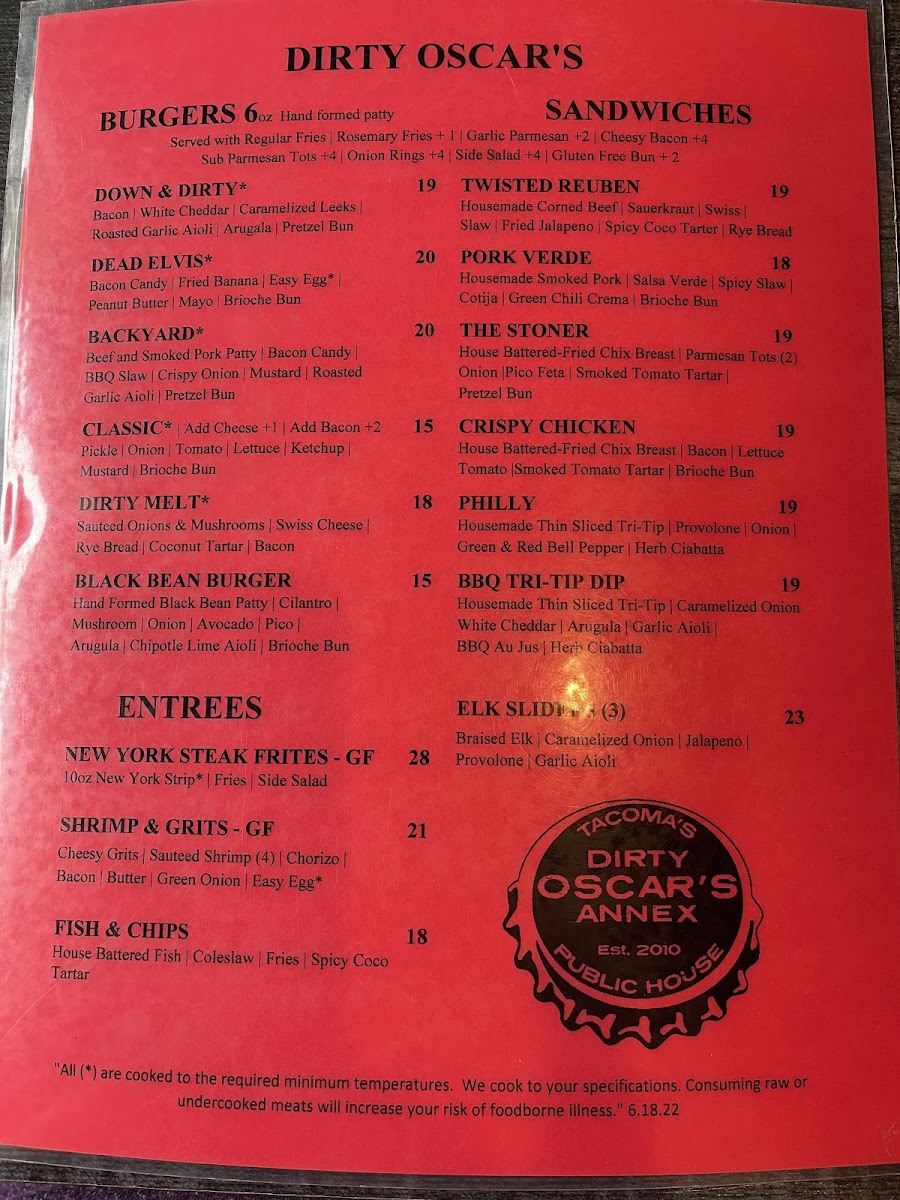 DIRTY OSCAR'S
BURGERS 6oz Hand formed patty
SANDWICHES
Served with Regular Fries | Rosemary Fries + 1 | Garlic Parmesan +2 | Cheesy Bacon +4
Sub Parmesan Tots +4 | Onion Rings +4 | Side Salad +4 | Gluten Free Bun + 2
DOWN & DIRTY* 19
Bacon | White Cheddar | Caramelized Leeks |
Roasted Garlic Aioli | Arugala | Pretzel Bun
DEAD ELVIS* 20
Bacon Candy | Fried Banana | Easy Egg* |
Peanut Butter | Mayo | Brioche Bun
BACKYARD* 20
Beef and Smoked Pork Patty | Bacon Candy |
BBQ Slaw | Crispy Onion | Mustard | Roasted
Garlic Aioli | Pretzel Bun
CLASSIC* | Add Cheese +1 | Add Bacon +2 15
Pickle | Onion | Tomato | Lettuce | Ketchup |
Mustard | Brioche Bun
DIRTY MELT* 18
Sauteed Onions & Mushrooms | Swiss Cheese |
Rye Bread | Coconut Tartar | Bacon
BLACK BEAN BURGER 15
Hand Formed Black Bean Patty | Cilantro |
Mushroom | Onion | Avocado | Pico |
Arugula | Chipotle Lime Aioli | Brioche Bun
ENTREES
NEW YORK STEAK FRITES - GF 28
10oz New York Strip* | Fries | Side Salad
SHRIMP & GRITS - GF 21
Cheesy Grits | Sauteed Shrimp (4) | Chorizo |
Bacon | Butter | Green Onion | Easy Egg*
FISH & CHIPS 18
House Battered Fish | Coleslaw | Fries | Spicy Coco
Tartar
TWISTED REUBEN 19
Housemade Corned Beef | Sauerkraut | Swiss |
Slaw | Fried Jalapeno | Spicy Coco Tarter | Rye Bread
PORK VERDE 18
Housemade Smoked Pork | Salsa Verde | Spicy Slaw |
Cotija | Green Chili Crema | Brioche Bun
THE STONER 19
House Battered-Fried Chix Breast | Parmesan Tots (2)
Onion |Pico Feta | Smoked Tomato Tartar |
Pretzel Bun
CRISPY CHICKEN 19
House Battered-Fried Chix Breast | Bacon | Lettuce
Tomato |Smoked Tomato Tartar | Brioche Bun
PHILLY 19
Housemade Thin Sliced Tri-Tip | Provolone | Onion |
Green & Red Bell Pepper | Herb Ciabatta
BBQ TRI-TIP DIP 19
Housemade Thin Sliced Tri-Tip | Caramelized Onion
White Cheddar | Arugula | Garlic Aioli |
BBQ Au Jus | Herb Ciabatta
ELK SLIDERS (3) 23
Braised Elk | Caramelized Onion | Jalapeno |
Provolone | Garlic Aioli
TACOMA'S
DIRTY
OSCAR'S
ANNEX
Est. 2010
PUBLIC HOUSE
"All (*) are cooked to the required minimum temperatures. We cook to your specifications. Consuming raw or
undercooked meats will increase your risk of foodborne illness." 6.18.22